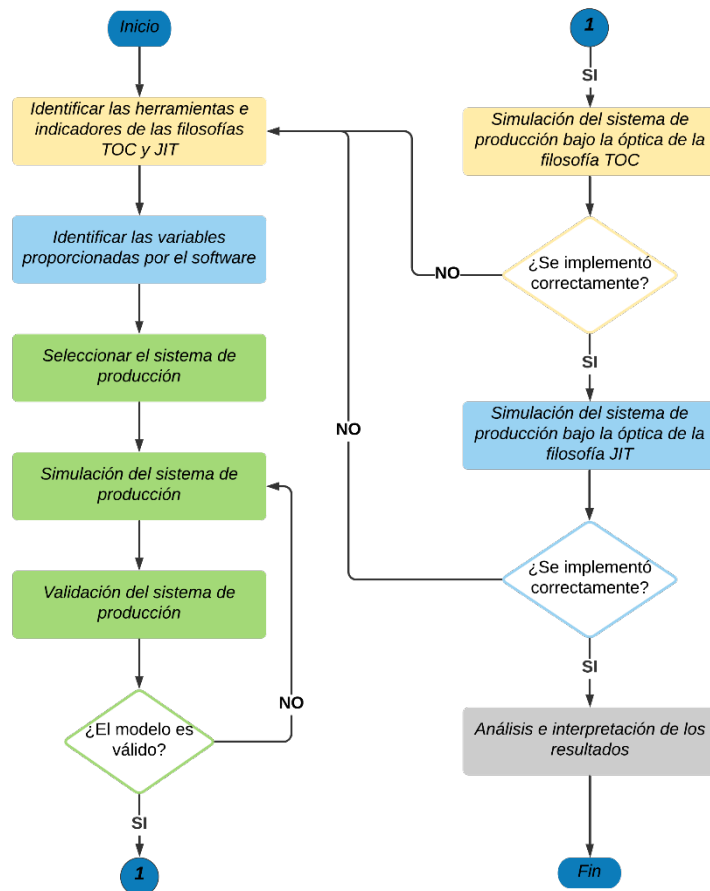 Inicio
Identificar las herramientas e
indicadores de las filosofías
TOC y JIT
Identificar las variables
proporcionadas por el software
Seleccionar el sistema de
producción
Simulación del sistema de
producción
Validación del sistema de
producción
¿El modelo es
válido?
NO
SI
1
1
SI
Simulación del sistema de
producción bajo la óptica de la
filosofía TOC
¿Se implementó
correctamente?
NO
SI
Simulación del sistema de
producción bajo la óptica de la
filosofía JIT
¿Se implementó
correctamente?
NO
SI
Análisis e interpretación de los
resultados
Fin